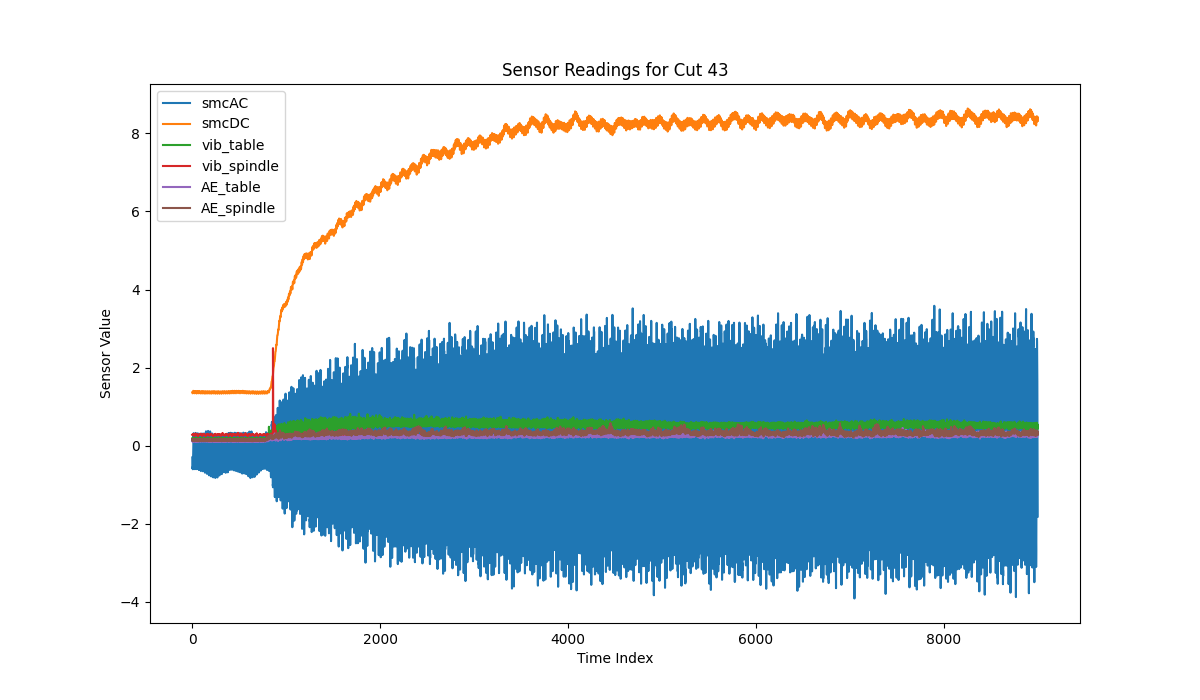 Sensor Readings for Cut 43
smcAC
smcDC
vib_table
vib_spindle
AE_table
AE_spindle
8
6
4
2
0
−2
−4
Sensor Value
0 2000 4000 6000 8000
Time Index